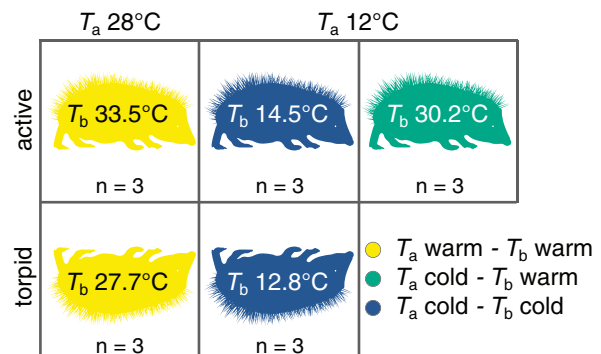 Ta 28°C Ta 12°C
active
Tb 33.5°C Tb 14.5°C Tb 30.2°C
n = 3 n = 3 n = 3
torpid
Tb 27.7°C Tb 12.8°C
n = 3 n = 3
Ta warm - Tb warm
Ta cold - Tb warm
Ta cold - Tb cold